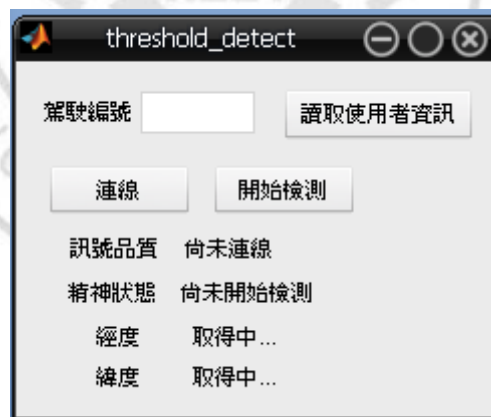 threshold_detect
駕駛編號 讀取使用者資訊
連線 開始檢測
訊號品質 尚未連線
精神狀態 尚未開始檢測
經度 取得中...
緯度 取得中...